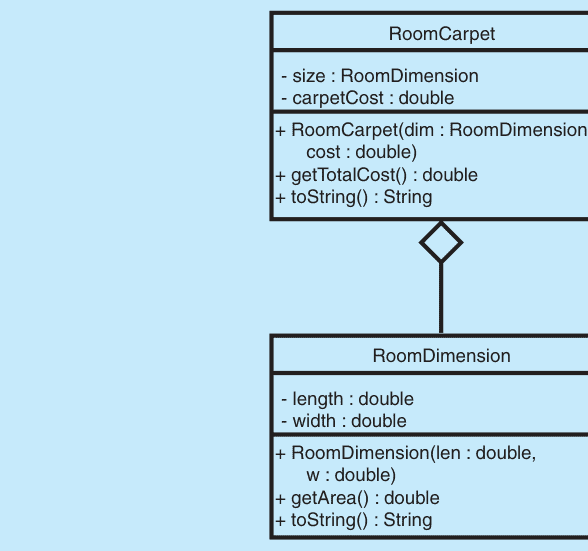 RoomCarpet
- size : RoomDimension
- carpetCost : double
+ RoomCarpet(dim : RoomDimension
cost : double)
+ getTotalCost() : double
+ toString() : String
RoomDimension
- length : double
- width : double
+ RoomDimension(len : double,
w : double)
+ getArea() : double
+ toString() : String